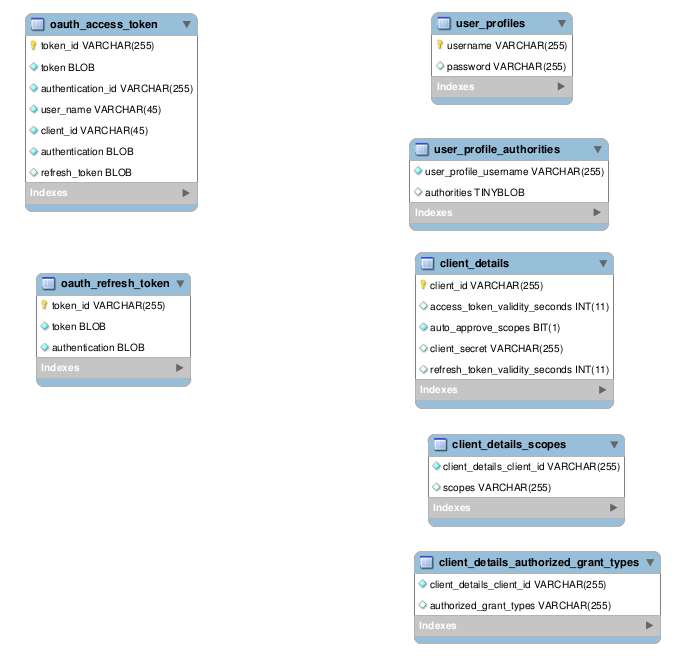 oauth_access_token
token_id VARCHAR(255)
token BLOB
authentication_id VARCHAR(255)
user_name VARCHAR(45)
client_id VARCHAR(45)
authentication BLOB
refresh_token BLOB
Indexes
oauth_refresh_token
token_id VARCHAR(255)
token BLOB
authentication BLOB
Indexes
user_profiles
username VARCHAR(255)
password VARCHAR(255)
Indexes
user_profile_authorities
user_profile_username VARCHAR(255)
authorities TINYBLOB
Indexes
client_details
client_id VARCHAR(255)
access_token_validity_seconds INT(11)
auto_approve_scopes BIT(1)
client_secret VARCHAR(255)
refresh_token_validity_seconds INT(11)
Indexes
client_details_scopes
client_details_client_id VARCHAR(255)
scopes VARCHAR(255)
Indexes
client_details_authorized_grant_types
client_details_client_id VARCHAR(255)
authorized_grant_types VARCHAR(255)
Indexes